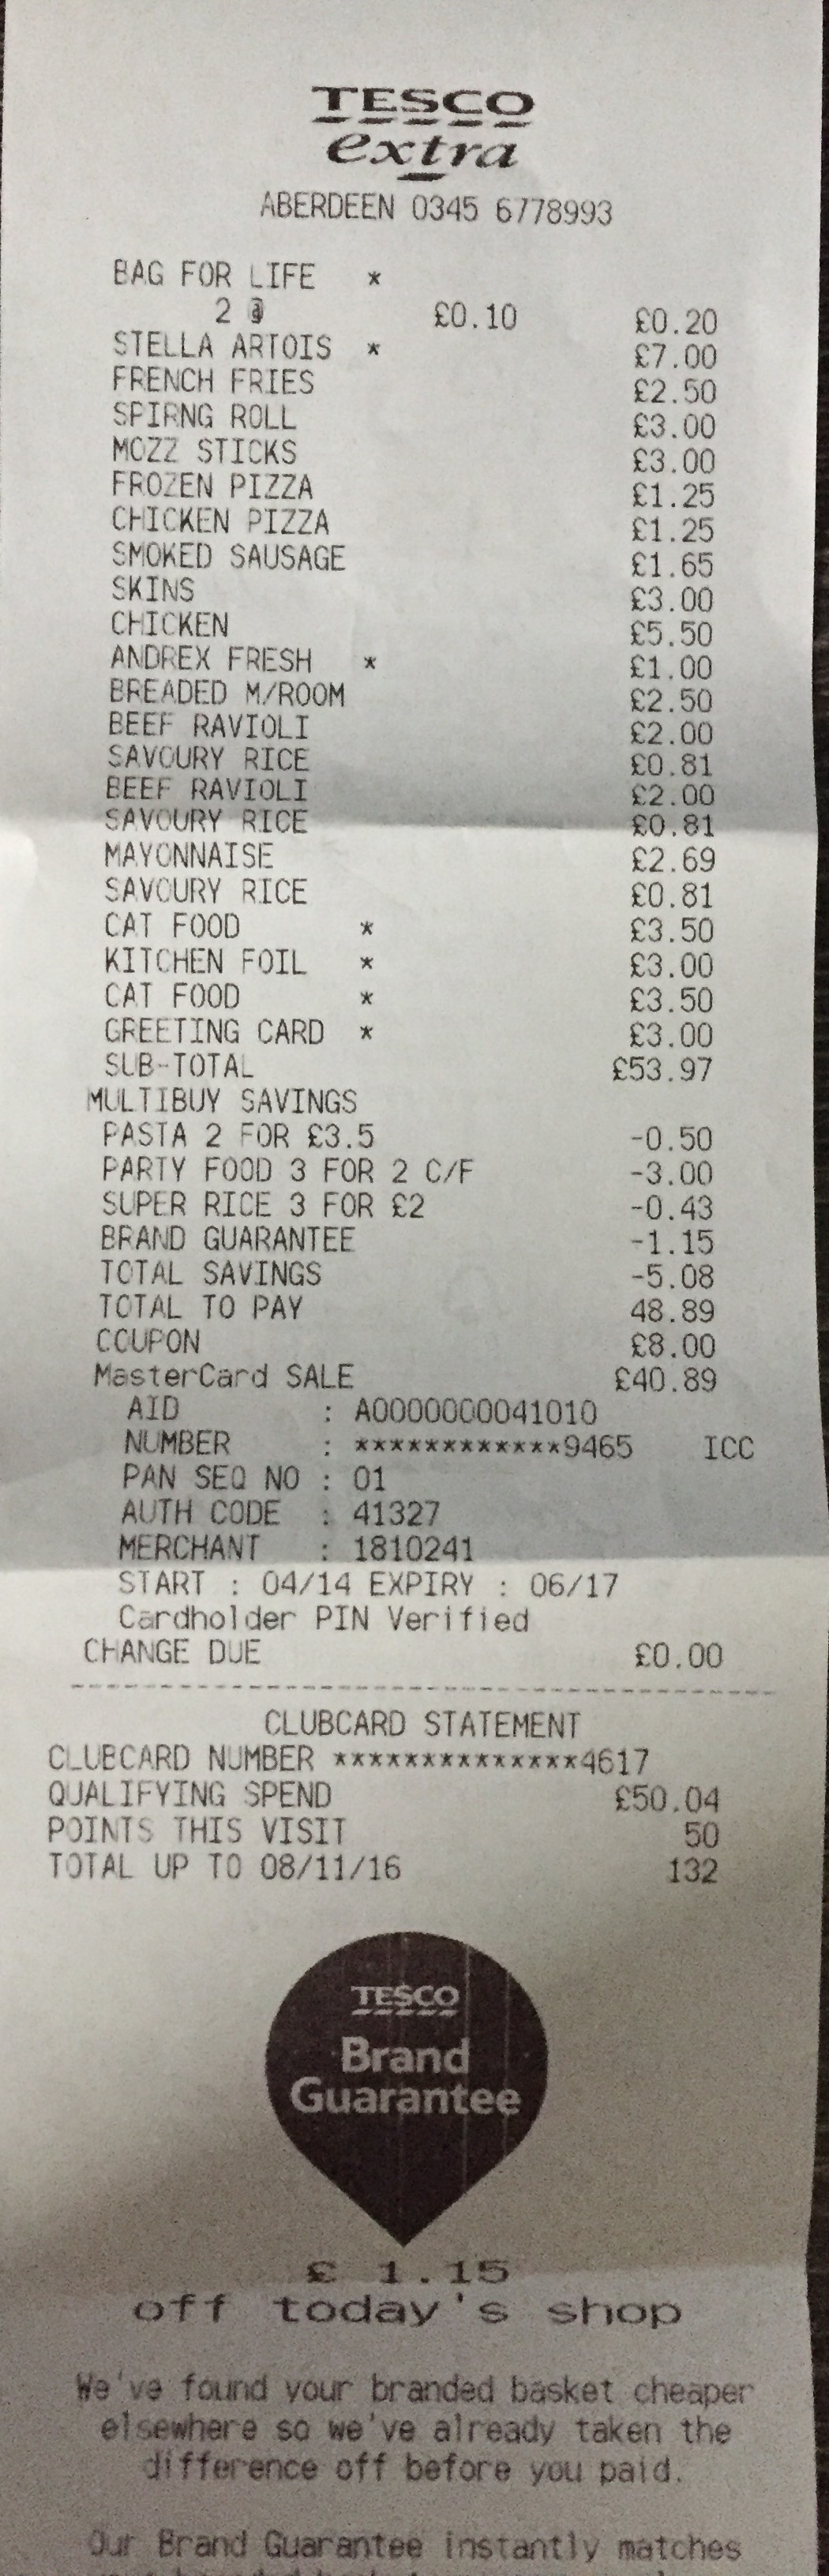 TESCO
extra
ABERDEEN 0345 6778993
BAG FOR LIFE *
2 @ £0.10 £0.20
STELLA ARTOIS * £7.00
FRENCH FRIES £2.50
SPIRNG ROLL £3.00
MOZZ STICKS £3.00
FROZEN PIZZA £1.25
CHICKEN PIZZA £1.25
SMOKED SAUSAGE £1.65
SKINS £3.00
CHICKEN £5.50
ANDREX FRESH * £1.00
BREADED M/ROOM £2.50
BEEF RAVIOLI £2.00
SAVOURY RICE £0.81
BEEF RAVIOLI £2.00
SAVOURY RICE £0.81
MAYONNAISE £2.69
SAVOURY RICE £0.81
CAT FOOD * £3.50
KITCHEN FOIL * £3.00
CAT FOOD * £3.50
GREETING CARD * £3.00
SUB-TOTAL £53.97
MULTIBUY SAVINGS
PASTA 2 FOR £3.5 -0.50
PARTY FOOD 3 FOR 2 C/F -3.00
SUPER RICE 3 FOR £2 -0.43
BRAND GUARANTEE -1.15
TOTAL SAVINGS -5.08
TOTAL TO PAY 48.89
COUPON £8.00
MasterCard SALE £40.89
AID : A0000000041010
NUMBER : ************9465 ICC
PAN SEQ NO : 01
AUTH CODE : 41327
MERCHANT : 1810241
START : 04/14 EXPIRY : 06/17
Cardholder PIN Verified
CHANGE DUE £0.00
CLUBCARD STATEMENT
CLUBCARD NUMBER **************4617
QUALIFYING SPEND £50.04
POINTS THIS VISIT 50
TOTAL UP TO 08/11/16 132
TESCO
Brand
Guarantee
£ 1.15
off today's shop
We've found your branded basket cheaper
elsewhere so we've already taken the
difference off before you paid.
Our Brand Guarantee instantly matches